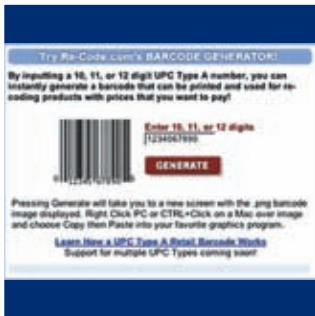 Try Re-Code.com's BARCODE GENERATOR!
By inputting a 10, 11, or 12 digit UPC Type A number, you can
instantly generate a barcode that can be printed and used for re-
coding products with prices that you want to pay!
Enter 10, 11, or 12 digits
1234567890
GENERATE
Pressing Generate will take you to a new screen with the .png barcode
image displayed. Right Click PC or CTRL+Click on a Mac over image
and choose Copy then Paste into your favorite graphics program.
Learn How a UPC Type A Retail Barcode Works
Support for multiple UPC Types coming soon!